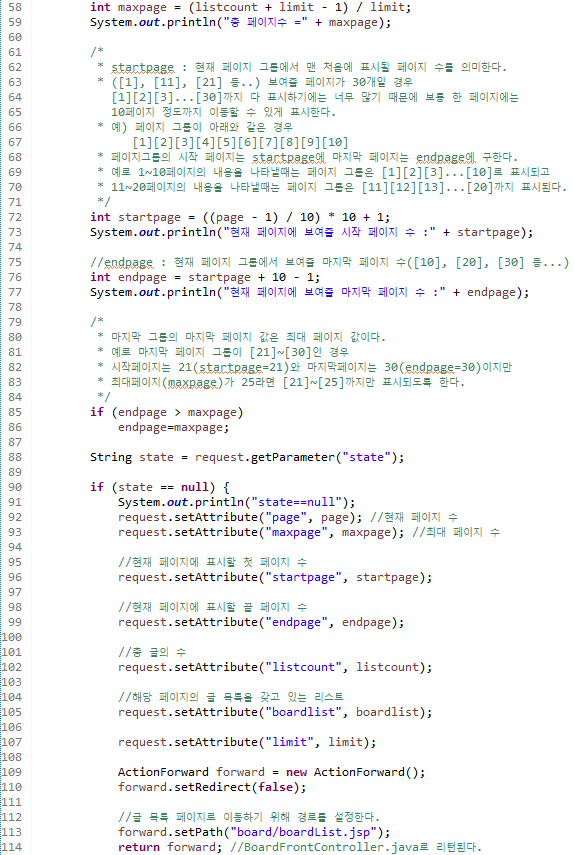 58 int maxpage = (listcount + limit - 1) / limit;
59 System.out.println("총 페이지수 =" + maxpage);
60
61 /*
62 * startpage : 현재 페이지 그룹에서 맨 처음에 표시될 페이지 수를 의미한다.
63 * ([1], [11], [21] 등..) 보여줄 페이지가 30개일 경우
64 [1][2][3]...[30]까지 다 표시하기에는 너무 많기 때문에 보통 한 페이지에는
65 10페이지 정도까지 이동할 수 있게 표시한다.
66 * 예) 페이지 그룹이 아래와 같은 경우
67 [1][2][3][4][5][6][7][8][9][10]
68 * 페이지그룹의 시작 페이지는 startpage에 마지막 페이지는 endpage에 구한다.
69 * 예로 1~10페이지의 내용을 나타낼때는 페이지 그룹은 [1][2][3]...[10]로 표시되고
70 * 11~20페이지의 내용을 나타낼때는 페이지 그룹은 [11][12][13]...[20]까지 표시된다.
71 */
72 int startpage = ((page - 1) / 10) * 10 + 1;
73 System.out.println("현재 페이지에 보여줄 시작 페이지 수 :" + startpage);
74
75 //endpage : 현재 페이지 그룹에서 보여줄 마지막 페이지 수([10], [20], [30] 등...)
76 int endpage = startpage + 10 - 1;
77 System.out.println("현재 페이지에 보여줄 마지막 페이지 수 :" + endpage);
78
79 /*
80 * 마지막 그룹의 마지막 페이지 값은 최대 페이지 값이다.
81 * 예로 마지막 페이지 그룹이 [21]~[30]인 경우
82 * 시작페이지는 21(startpage=21)와 마지막페이지는 30(endpage=30)이지만
83 * 최대페이지(maxpage)가 25라면 [21]~[25]까지만 표시되도록 한다.
84 */
85 if (endpage > maxpage)
86 endpage=maxpage;
87
88 String state = request.getParameter("state");
89
90 if (state == null) {
91 System.out.println("state==null");
92 request.setAttribute("page", page); //현재 페이지 수
93 request.setAttribute("maxpage", maxpage); //최대 페이지 수
94
95 //현재 페이지에 표시할 첫 페이지 수
96 request.setAttribute("startpage", startpage);
97
98 //현재 페이지에 표시할 끝 페이지 수
99 request.setAttribute("endpage", endpage);
100
101 //총 글의 수
102 request.setAttribute("listcount", listcount);
103
104 //해당 페이지의 글 목록을 갖고 있는 리스트
105 request.setAttribute("boardlist", boardlist);
106
107 request.setAttribute("limit", limit);
108
109 ActionForward forward = new ActionForward();
110 forward.setRedirect(false);
111
112 //글 목록 페이지로 이동하기 위해 경로를 설정한다.
113 forward.setPath("board/boardList.jsp");
114 return forward; //BoardFrontController.java로 리턴된다.